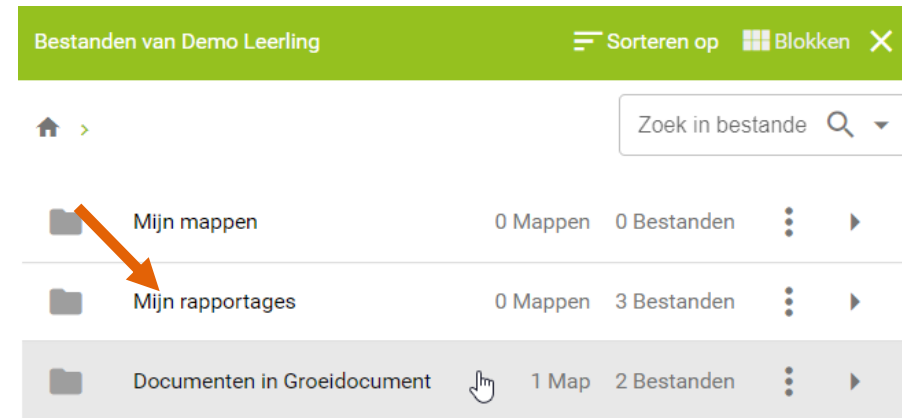 Bestanden van Demo Leerling Sorteren op Blokken
Zoek in bestande
Mijn mappen 0 Mappen 0 Bestanden
Mijn rapportages 0 Mappen 3 Bestanden
Documenten in Groeidocument 1 Map 2 Bestanden